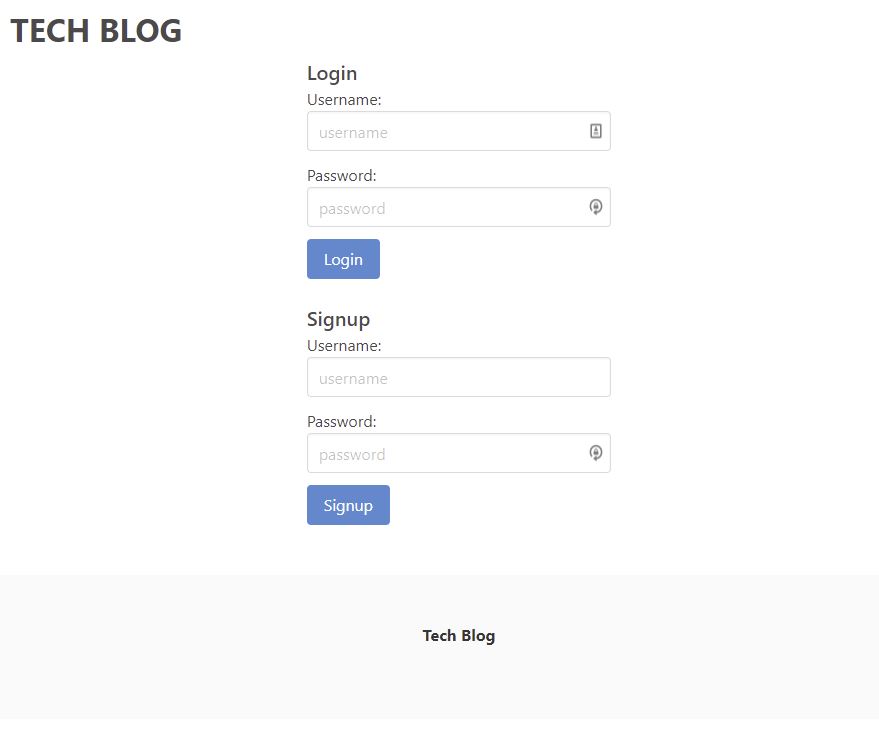 TECH BLOG
Login
Username:
username
Password:
password
Login
Signup
Username:
username
Password:
password
Signup
Tech Blog